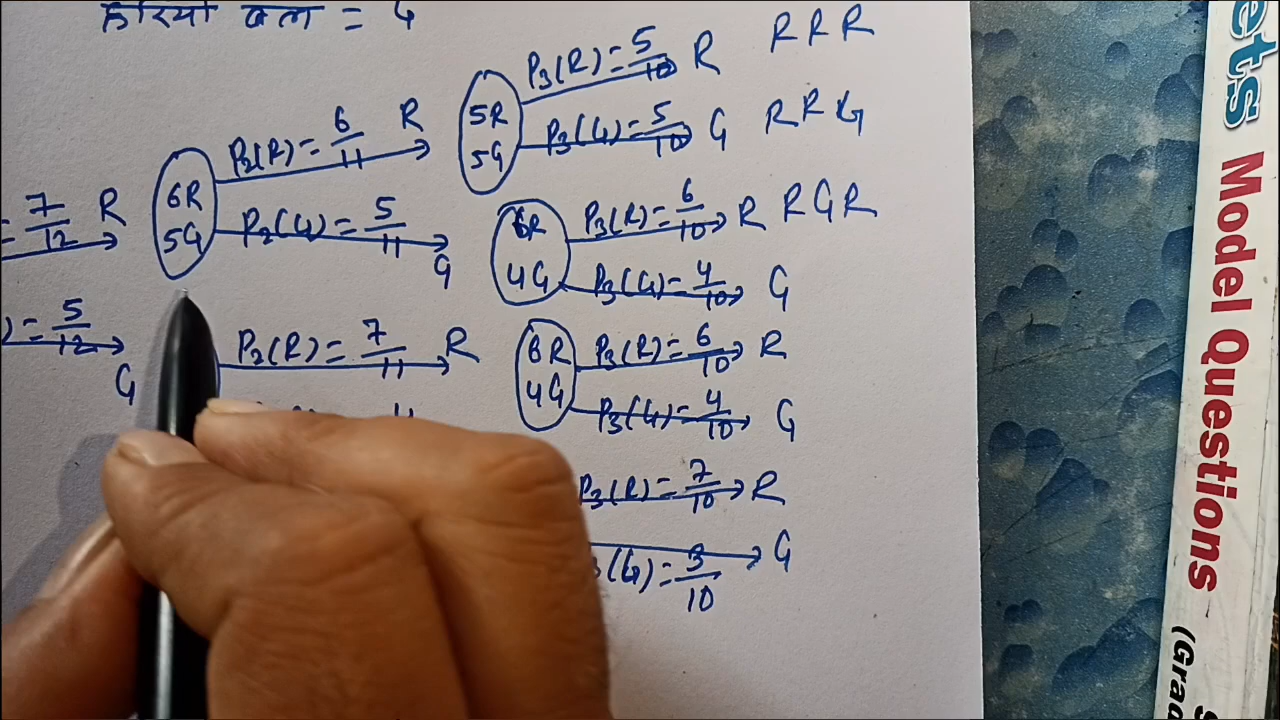 हरियो बल = G
P₃(R) = 5/10 R RRR
5R
5G
P₃(G) = 5/10 G RRG
P₂(R) = 6/11 R
= 7/12 R
6R
5G
P₂(G) = 5/11 G
P₃(R) = 6/10 R RGR
6R
4G
P₃(G) = 4/10 G
) = 5/12 G
P₂(R) = 7/11 R
6R
4G
P₃(R) = 6/10 R
P₃(G) = 4/10 G
P₃(R) = 7/10 R
3(G) = 3/10 G
ets Model Questions
(Grad